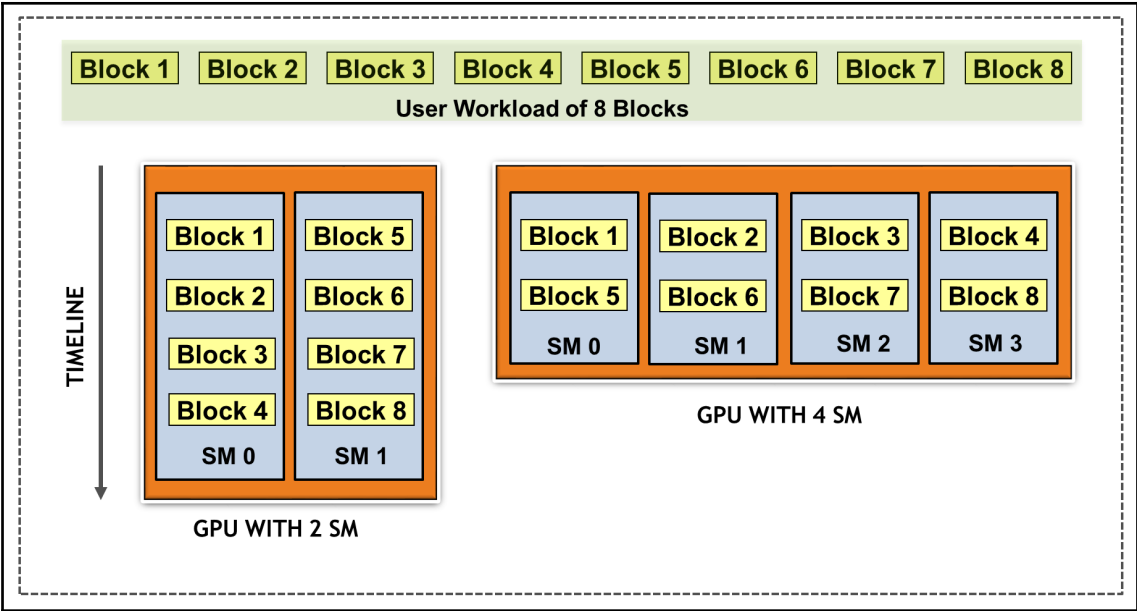 Block 1 Block 2 Block 3 Block 4 Block 5 Block 6 Block 7 Block 8
User Workload of 8 Blocks
TIMELINE
Block 1 Block 5
Block 2 Block 6
Block 3 Block 7
Block 4 Block 8
SM 0 SM 1
GPU WITH 2 SM
Block 1 Block 2 Block 3 Block 4
Block 5 Block 6 Block 7 Block 8
SM 0 SM 1 SM 2 SM 3
GPU WITH 4 SM